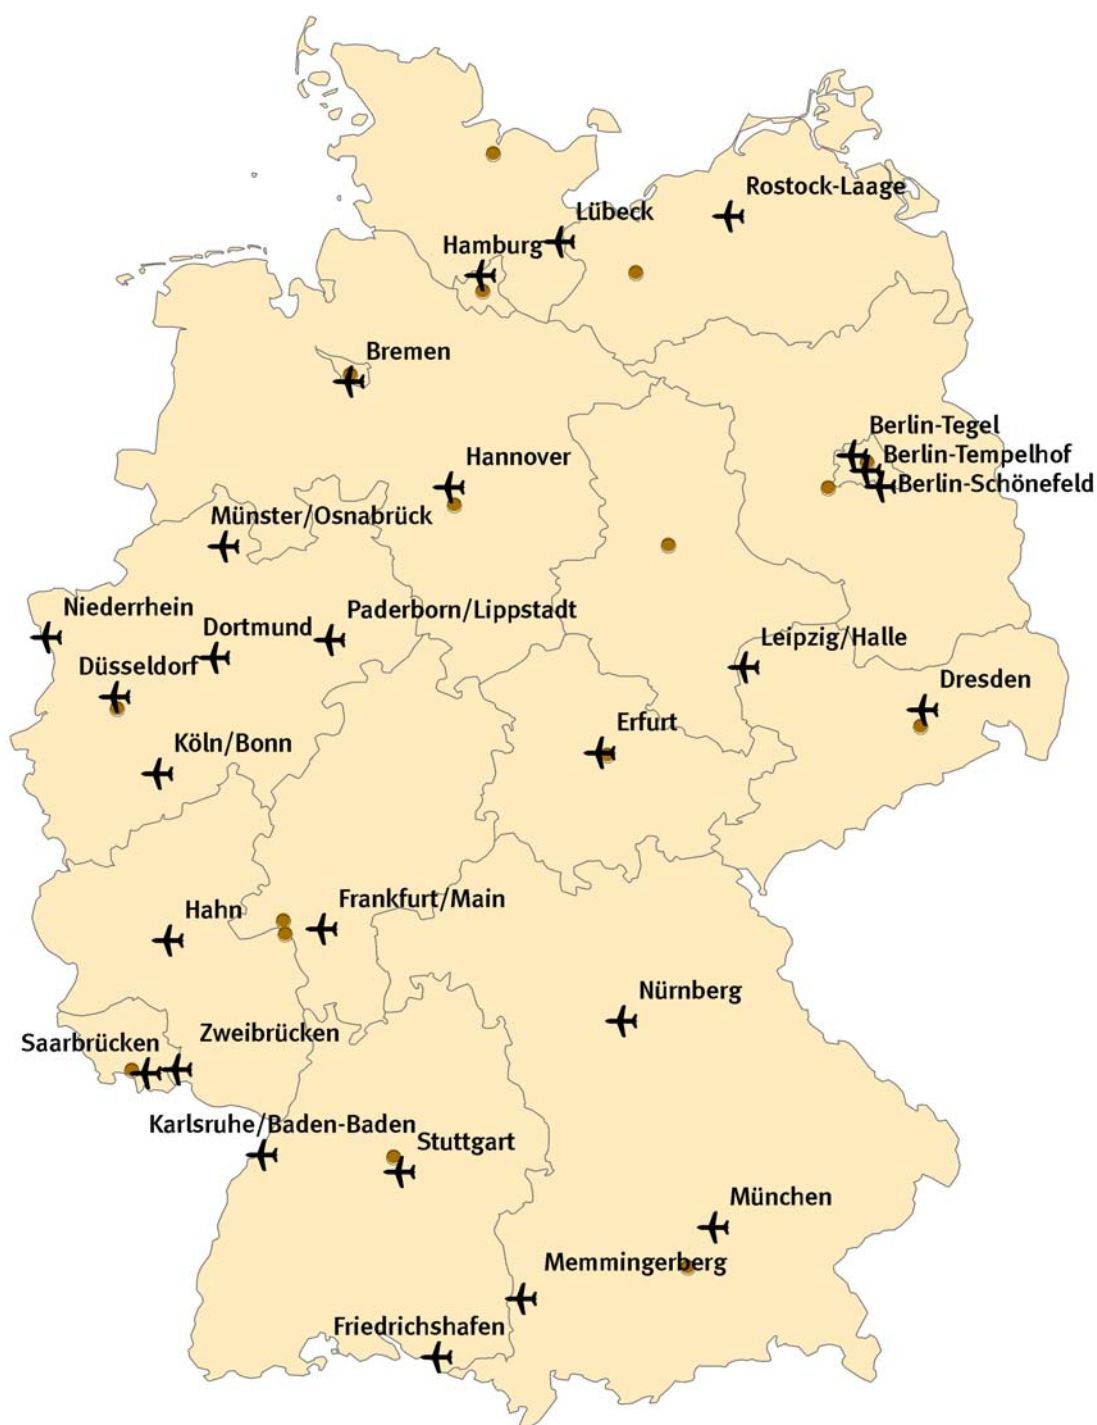 Rostock-Laage
Lübeck
Hamburg
Bremen
Berlin-Tegel
Berlin-Tempelhof
Hannover
Berlin-Schönefeld
Münster/Osnabrück
Niederrhein
Paderborn/Lippstadt
Dortmund
Leipzig/Halle
Düsseldorf
Dresden
Erfurt
Köln/Bonn
Frankfurt/Main
Hahn
Nürnberg
Zweibrücken
Saarbrücken
Karlsruhe/Baden-Baden
Stuttgart
München
Memmingerberg
Friedrichshafen